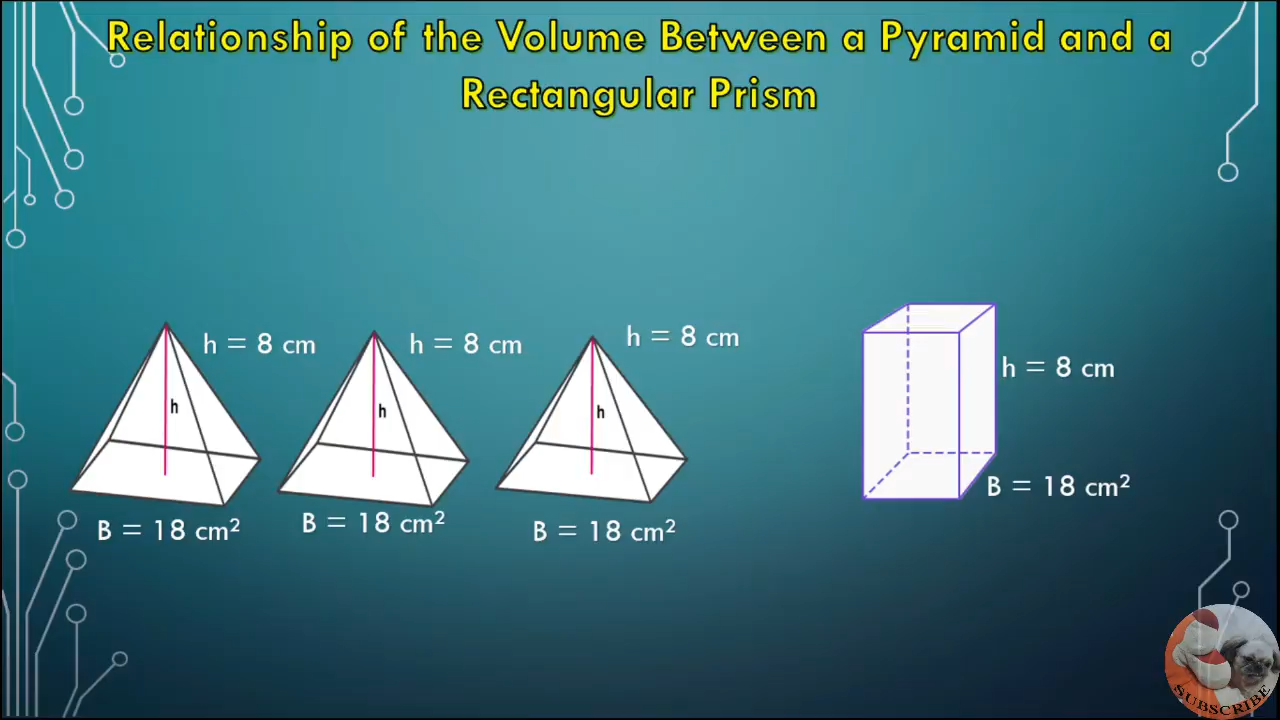 Relationship of the Volume Between a Pyramid and a
Rectangular Prism
h = 8 cm
h = 8 cm
h = 8 cm
h
h
h
B = 18 cm²
B = 18 cm²
B = 18 cm²
h = 8 cm
B = 18 cm²
SUBSCRIBE